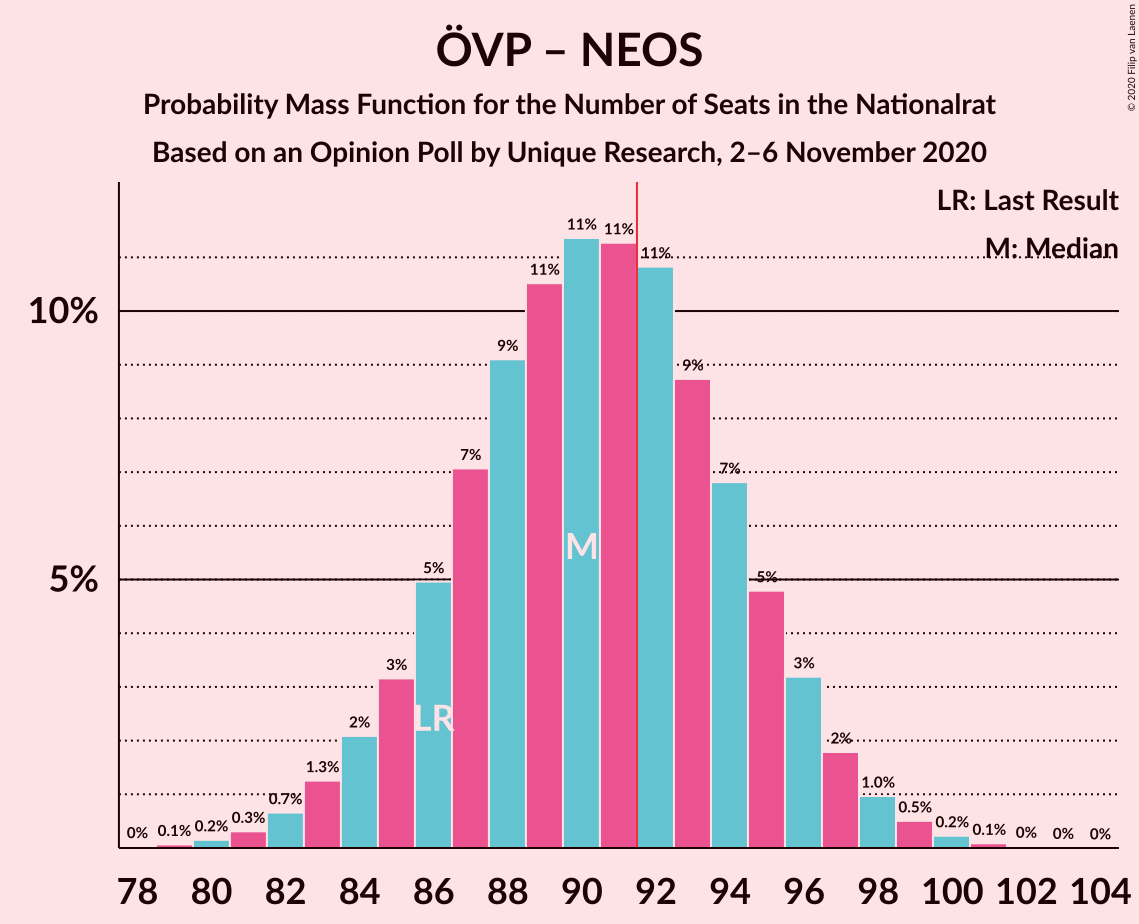 ÖVP – NEOS
Probability Mass Function for the Number of Seats in the Nationalrat
Based on an Opinion Poll by Unique Research, 2–6 November 2020
© 2020 Filip van Laenen
LR: Last Result
M: Median
10%
5%
0% 0.1% 0.2% 0.3% 0.7% 1.3% 2% 3% 5% 7% 9% 11% 11% 11% 11% 9% 7% 5% 3% 2% 1.0% 0.5% 0.2% 0.1% 0% 0% 0%
M
LR
78 80 82 84 86 88 90 92 94 96 98 100 102 104